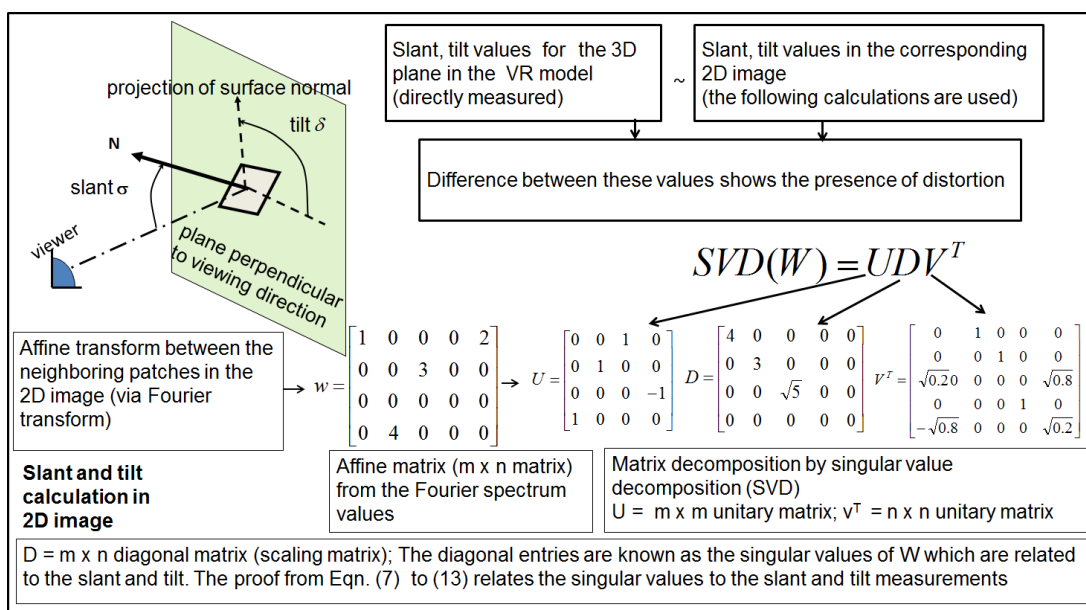 projection of surface normal
tilt δ
N
slant σ
viewer
plane perpendicular
to viewing direction
Slant, tilt values for the 3D
plane in the VR model
(directly measured)
~
Slant, tilt values in the corresponding
2D image
(the following calculations are used)
Difference between these values shows the presence of distortion
SVD(W) = UDV^T
Affine transform between the
neighboring patches in the
2D image (via Fourier
transform)
w =
1 0 0 0 2
0 0 3 0 0
0 0 0 0 0
0 4 0 0 0
U =
0 0 1 0
0 1 0 0
0 0 0 −1
1 0 0 0
D =
4 0 0 0 0
0 3 0 0 0
0 0 √5 0 0
0 0 0 0 0
V^T =
0 1 0 0 0
0 0 1 0 0
√0.20 0 0 0 √0.8
0 0 0 1 0
−√0.8 0 0 0 √0.2
Slant and tilt
calculation in
2D image
Affine matrix (m x n matrix)
from the Fourier spectrum
values
Matrix decomposition by singular value
decomposition (SVD)
U = m x m unitary matrix; v^T = n x n unitary matrix
D = m x n diagonal matrix (scaling matrix); The diagonal entries are known as the singular values of W which are related
to the slant and tilt. The proof from Eqn. (7) to (13) relates the singular values to the slant and tilt measurements